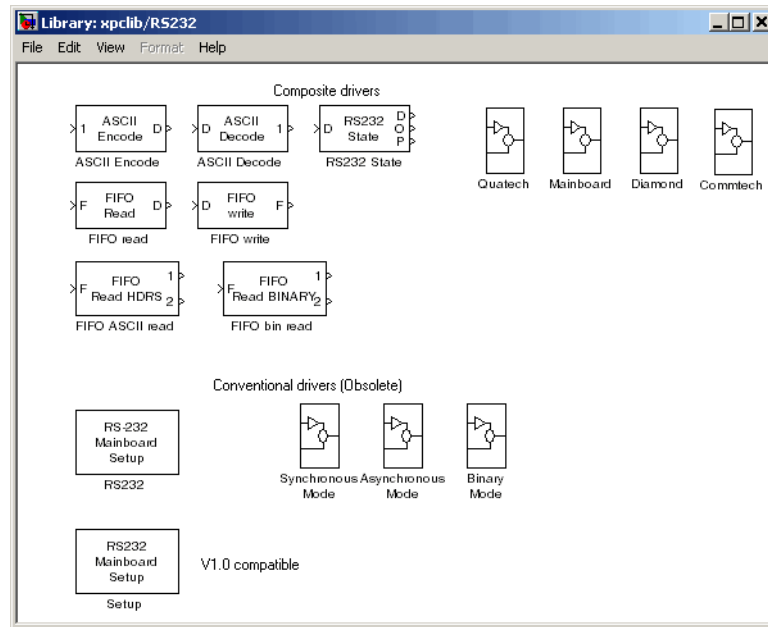 Library: xpclib/RS232
File Edit View Format Help
Composite drivers
1 ASCII Encode D
ASCII Encode
D ASCII Decode 1
ASCII Decode
D RS232 State D O P
RS232 State
Quatech
Mainboard
Diamond
Commtech
F FIFO Read D
FIFO read
D FIFO write F
FIFO write
F FIFO Read HDRS 1 2
FIFO ASCII read
F FIFO Read BINARY 1 2
FIFO bin read
Conventional drivers (Obsolete)
RS-232
Mainboard
Setup
RS232
Synchronous
Mode
Asynchronous
Mode
Binary
Mode
RS232
Mainboard
Setup
Setup
V1.0 compatible